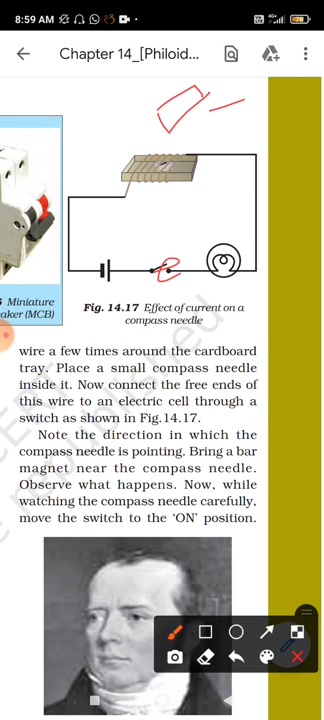 8:59 AM
4G+
78
Chapter 14_[Philoid...
Miniature
aker (MCB)
Fig. 14.17 Effect of current on a
compass needle
wire a few times around the cardboard
tray. Place a small compass needle
inside it. Now connect the free ends of
this wire to an electric cell through a
switch as shown in Fig.14.17.
Note the direction in which the
compass needle is pointing. Bring a bar
magnet near the compass needle.
Observe what happens. Now, while
watching the compass needle carefully,
move the switch to the ‘ON’ position.